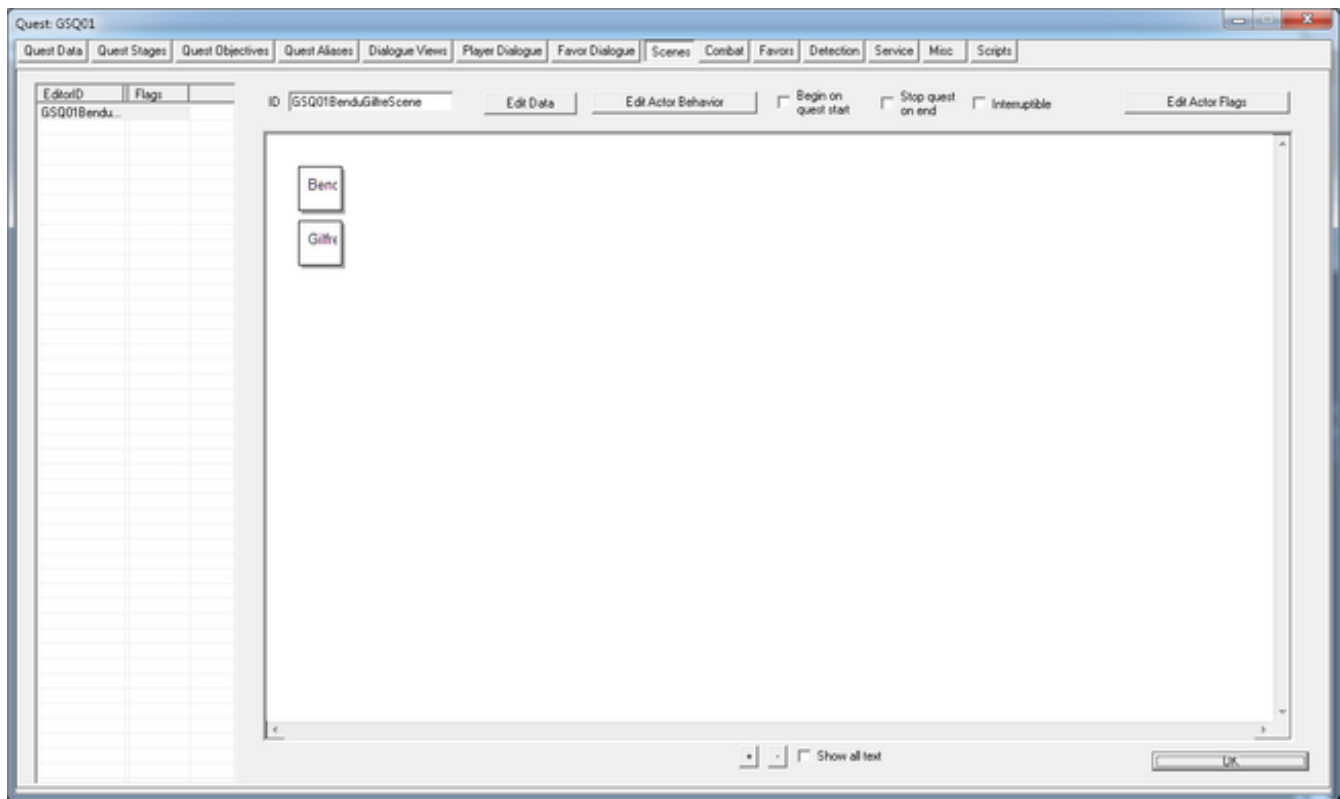 Quest: GSQ01
Quest Data Quest Stages Quest Objectives Quest Aliases Dialogue Views Player Dialogue Favor Dialogue Scenes Combat Favors Detection Service Misc Scripts
EditorID Flags
GSQ01Bendu...
ID GSQ01BenduGilfreScene Edit Data Edit Actor Behavior Begin on quest start Stop quest on end Interruptible Edit Actor Flags
Benc
Gilfre
+ - Show all text
OK